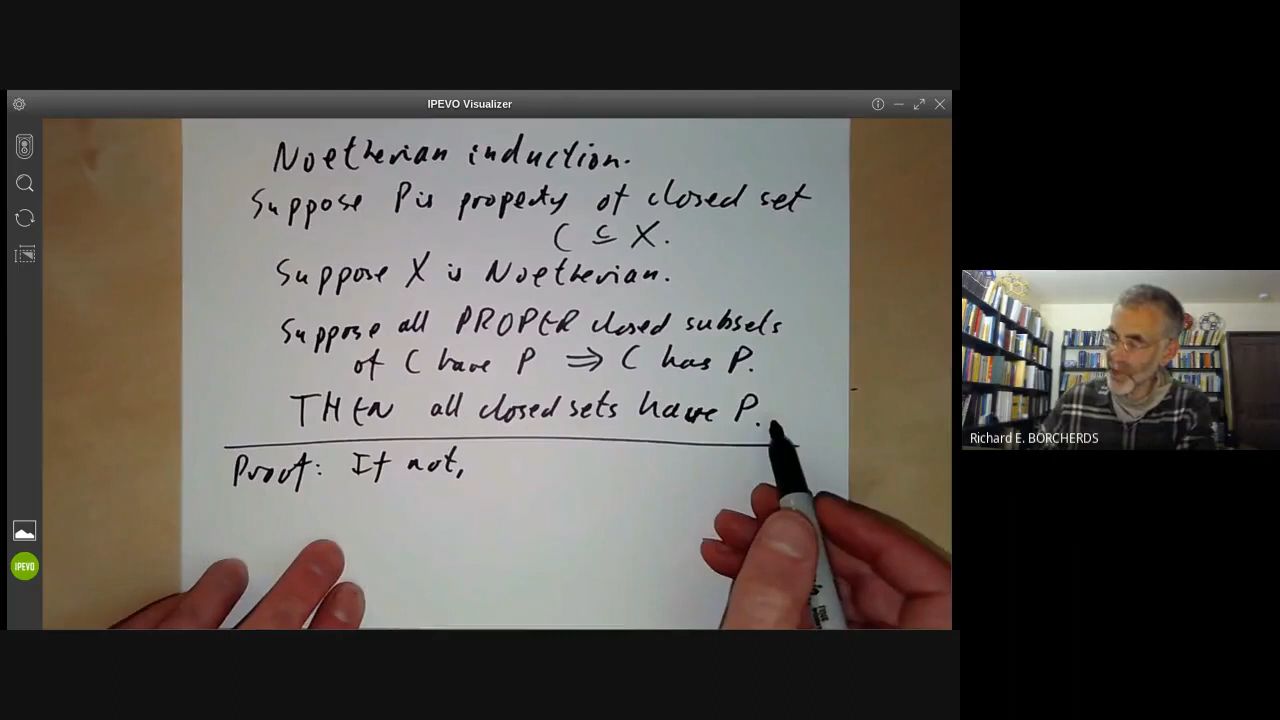 IPEVO Visualizer
Noetherian induction.
Suppose P is property of closed set
C ⊆ X.
Suppose X is Noetherian.
Suppose all PROPER closed subsets
of C have P ⇒ C has P.
THEN all closed sets have P.
Proof: If not,
Richard E. BORCHERDS
IPEVO